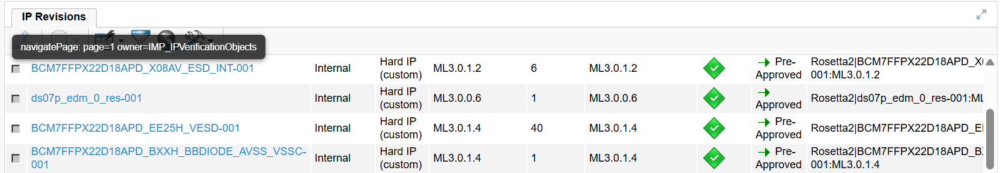 IP Revisions
navigatePage: page=1 owner=IMP_IPVerificationObjects
BCM7FFPX22D18APD_X08AV_ESD_INT-001 Internal Hard IP (custom) ML3.0.1.2 6 ML3.0.1.2 Pre-Approved Rosetta2|BCM7FFPX22D18APD_X 001:ML3.0.1.2
ds07p_edm_0_res-001 Internal Hard IP (custom) ML3.0.0.6 1 ML3.0.0.6 Approved Rosetta2|ds07p_edm_0_res-001:ML
BCM7FFPX22D18APD_EE25H_VESD-001 Internal Hard IP (custom) ML3.0.1.4 40 ML3.0.1.4 Pre-Approved Rosetta2|BCM7FFPX22D18APD_E
BCM7FFPX22D18APD_BXXH_BBDIODE_AVSS_VSSC-001 Internal Hard IP (custom) ML3.0.1.4 1 ML3.0.1.4 Pre-Approved Rosetta2|BCM7FFPX22D18APD_B 001:ML3.0.1.4